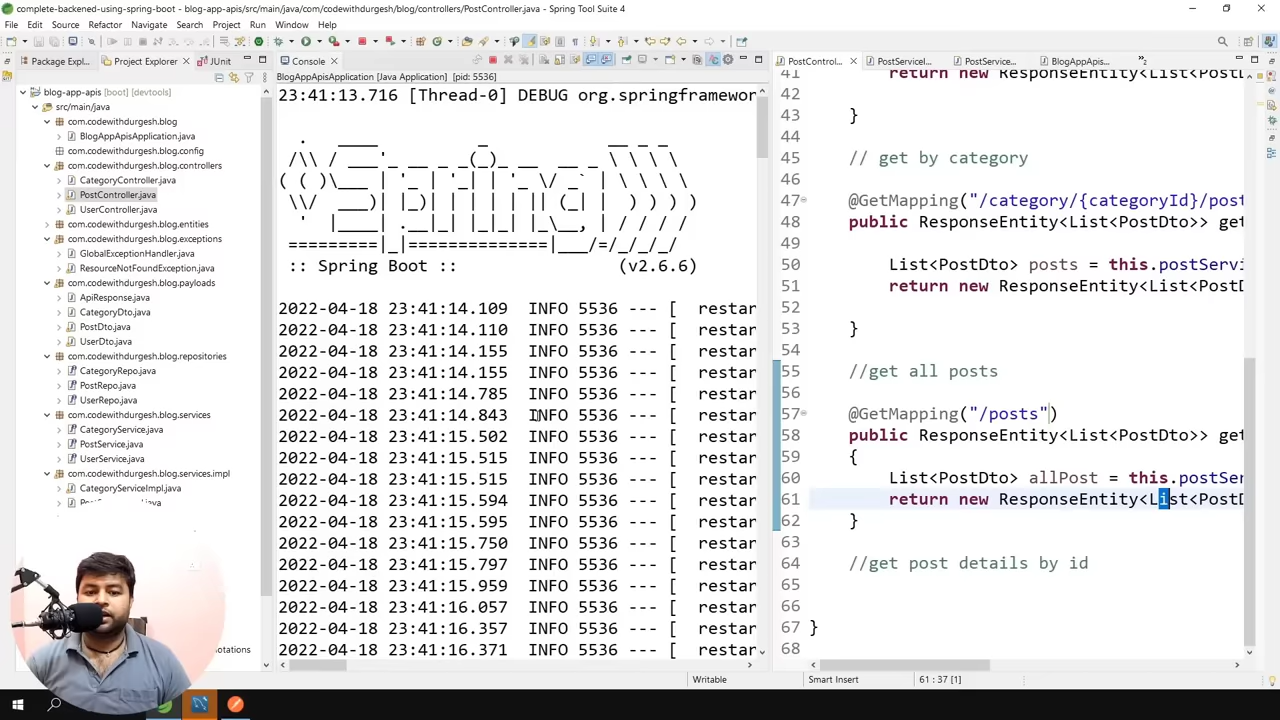 complete-backened-using-spring-boot - blog-app-apis/src/main/java/com/codewithdurgesh/blog/controllers/PostController.java - Spring Tool Suite 4
File Edit Source Refactor Navigate Search Project Run Window Help
Package Expl... Project Explorer JUnit
blog-app-apis [boot] [devtools]
src/main/java
com.codewithdurgesh.blog
BlogAppApisApplication.java
com.codewithdurgesh.blog.config
com.codewithdurgesh.blog.controllers
CategoryController.java
PostController.java
UserController.java
com.codewithdurgesh.blog.entities
com.codewithdurgesh.blog.exceptions
GlobalExceptionHandler.java
ResourceNotFoundException.java
com.codewithdurgesh.blog.payloads
ApiResponse.java
CategoryDto.java
PostDto.java
UserDto.java
com.codewithdurgesh.blog.repositories
CategoryRepo.java
PostRepo.java
UserRepo.java
com.codewithdurgesh.blog.services
CategoryService.java
PostService.java
UserService.java
com.codewithdurgesh.blog.services.impl
CategoryServiceImpl.java
notations
Console
BlogAppApisApplication [Java Application] [pid: 5536]
23:41:13.716 [Thread-0] DEBUG org.springframewor
Spring
:: Spring Boot :: (v2.6.6)
2022-04-18 23:41:14.109 INFO 5536 --- [ restar
2022-04-18 23:41:14.110 INFO 5536 --- [ restar
2022-04-18 23:41:14.155 INFO 5536 --- [ restar
2022-04-18 23:41:14.155 INFO 5536 --- [ restar
2022-04-18 23:41:14.785 INFO 5536 --- [ restar
2022-04-18 23:41:14.843 INFO 5536 --- [ restar
2022-04-18 23:41:15.502 INFO 5536 --- [ restar
2022-04-18 23:41:15.515 INFO 5536 --- [ restar
2022-04-18 23:41:15.515 INFO 5536 --- [ restar
2022-04-18 23:41:15.594 INFO 5536 --- [ restar
2022-04-18 23:41:15.595 INFO 5536 --- [ restar
2022-04-18 23:41:15.750 INFO 5536 --- [ restar
2022-04-18 23:41:15.797 INFO 5536 --- [ restar
2022-04-18 23:41:15.959 INFO 5536 --- [ restar
2022-04-18 23:41:16.057 INFO 5536 --- [ restar
2022-04-18 23:41:16.357 INFO 5536 --- [ restar
2022-04-18 23:41:16.371 INFO 5536 --- [ restar
PostControl... PostServiceI... PostService... BlogAppApis...
41 return new ResponseEntity<List<PostD
42
43 }
44
45 // get by category
46
47 @GetMapping("/category/{categoryId}/post
48 public ResponseEntity<List<PostDto>> get
49
50 List<PostDto> posts = this.postServi
51 return new ResponseEntity<List<PostD
52
53 }
54
55 //get all posts
56
57 @GetMapping("/posts")
58 public ResponseEntity<List<PostDto>> get
59 {
60 List<PostDto> allPost = this.postSer
61 return new ResponseEntity<List<PostD
62 }
63
64 //get post details by id
65
66
67 }
68
Writable Smart Insert 61 : 37 [1]